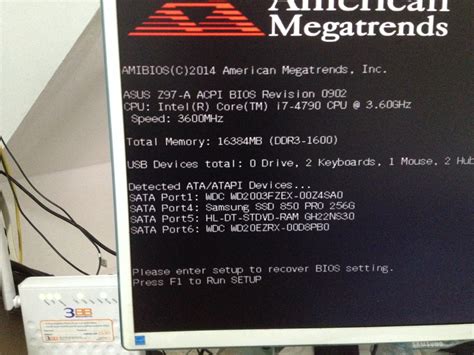 American
Megatrends
AMIBIOS(C)2014 American Megatrends, Inc.
ASUS Z97-A ACPI BIOS Revision 0902
CPU: Intel(R) Core(TM) i7-4790 CPU @ 3.60GHz
Speed: 3600MHz
Total Memory: 16384MB (DDR3-1600)
USB Devices total: 0 Drive, 2 Keyboards, 1 Mouse, 2 Hub
Detected ATA/ATAPI Devices...
SATA Port1: WDC WD2003FZEX-00Z4SA0
SATA Port4: Samsung SSD 850 PRO 256G
SATA Port5: HL-DT-STDVD-RAM GH22NS30
SATA Port6: WDC WD20EZRX-00D8PB0
Please enter setup to recover BIOS setting.
Press F1 to Run SETUP
3BB